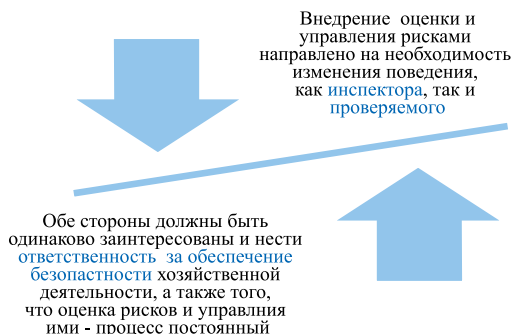 Внедрение оценки и
управления рисками
направлено на необходимость
изменения поведения,
как инспектора, так и
проверяемого
Обе стороны должны быть
одинаково заинтересованы и нести
ответственность за обеспечение
безопастности хозяйственной
деятельности, а также того,
что оценка рисков и управлния
ими - процесс постоянный